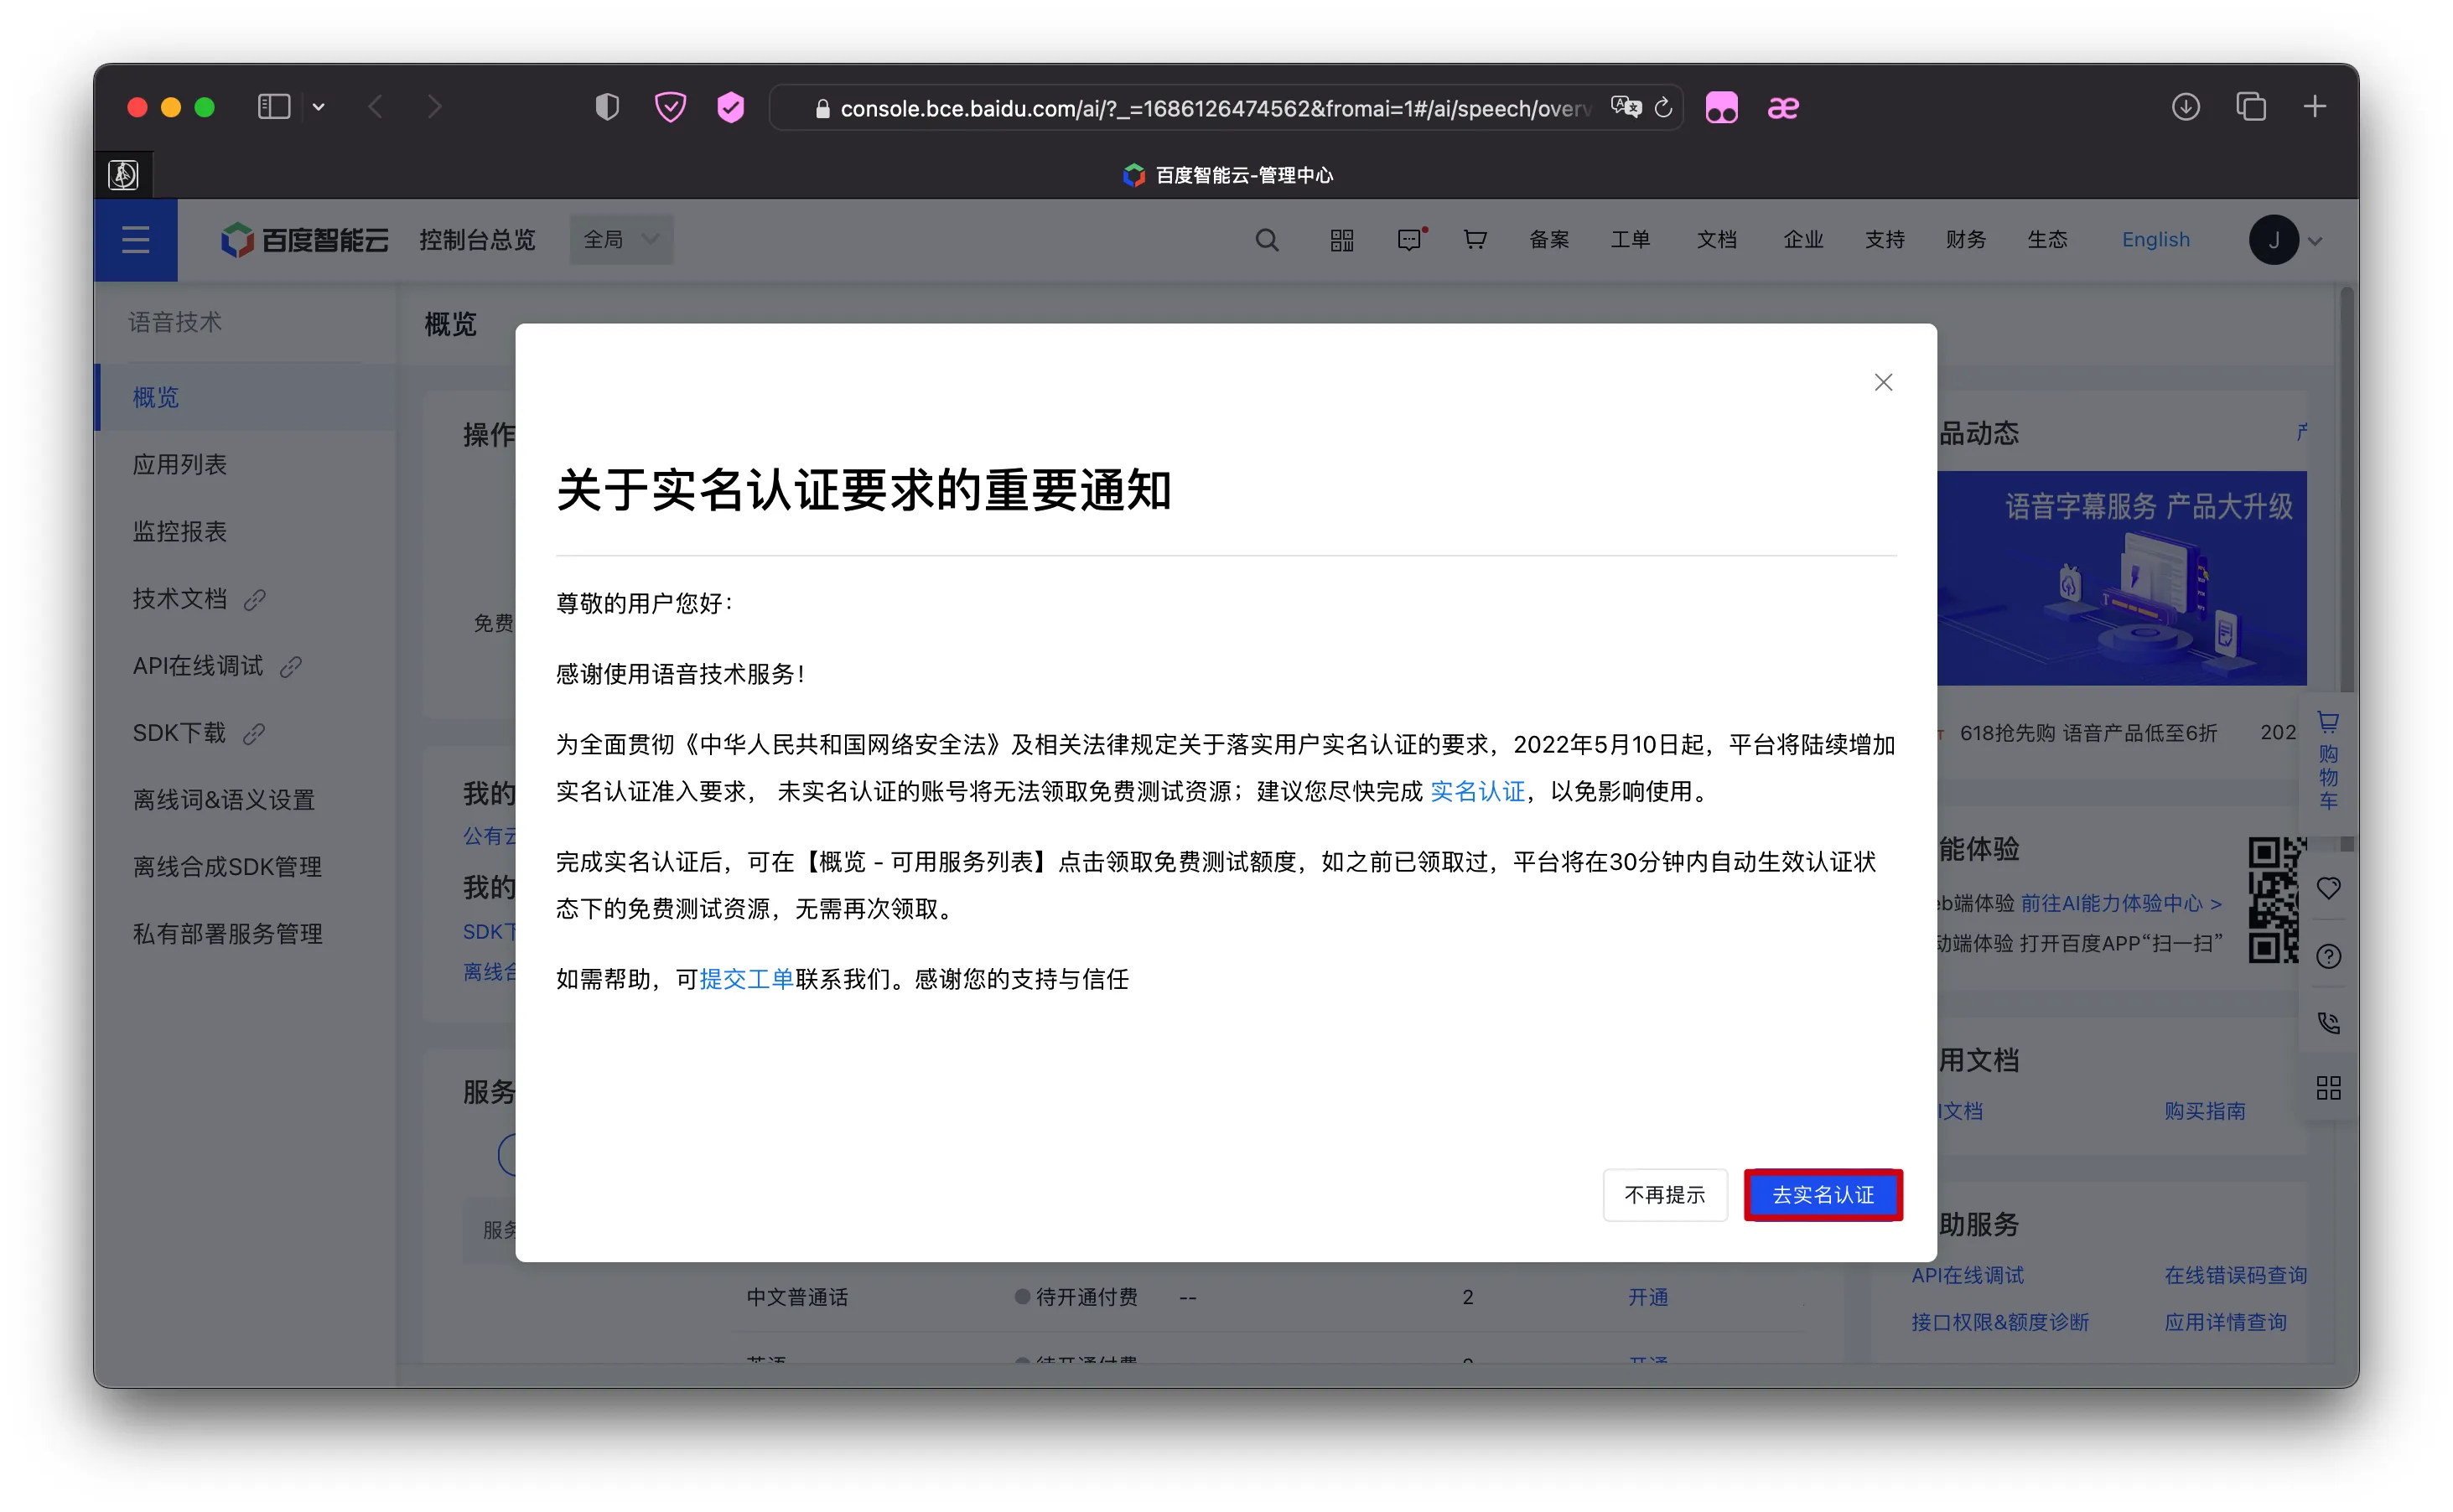 console.bce.baidu.com/ai/?_=1686126474562&fromai=1#/ai/speech/over
百度智能云-管理中心
百度智能云
控制台总览
全局
备案
工单
文档
企业
支持
财务
生态
English
J
语音技术
概览
应用列表
监控报表
技术文档
API在线调试
SDK下载
离线词&语义设置
离线合成SDK管理
私有部署服务管理
概览
操作
免费
我的
公有云
我的
SDK下
离线合
服务
服务
关于实名认证要求的重要通知
尊敬的用户您好：
感谢使用语音技术服务！
为全面贯彻《中华人民共和国网络安全法》及相关法律规定关于落实用户实名认证的要求，2022年5月10日起，平台将陆续增加
实名认证准入要求， 未实名认证的账号将无法领取免费测试资源；建议您尽快完成 实名认证，以免影响使用。
完成实名认证后，可在【概览 - 可用服务列表】点击领取免费测试额度，如之前已领取过，平台将在30分钟内自动生效认证状
态下的免费测试资源，无需再次领取。
如需帮助，可提交工单联系我们。感谢您的支持与信任
不再提示
去实名认证
中文普通话
待开通付费
--
2
开通
英语
待开通付费
2
开通
品动态
语音字幕服务 产品大升级
618抢先购 语音产品低至6折
202
购物车
能体验
eb端体验 前往AI能力体验中心 >
动端体验 打开百度APP“扫一扫”
用文档
I文档
购买指南
助服务
API在线调试
在线错误码查询
接口权限&额度诊断
应用详情查询